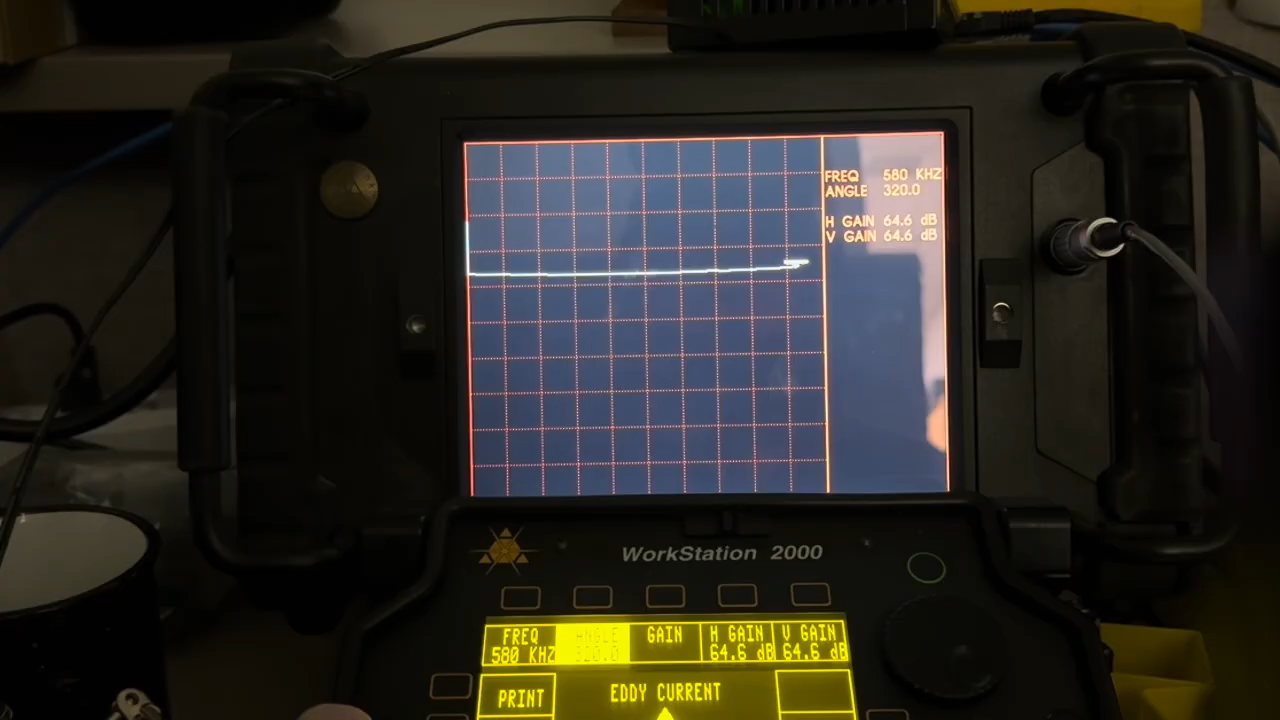 FREQ 580 KHZ
ANGLE 320.0
H GAIN 64.6 dB
V GAIN 64.6 dB
WorkStation 2000
FREQ ANGLE GAIN H GAIN V GAIN
580 KHZ 320.0 64.6 dB 64.6 dB
PRINT EDDY CURRENT